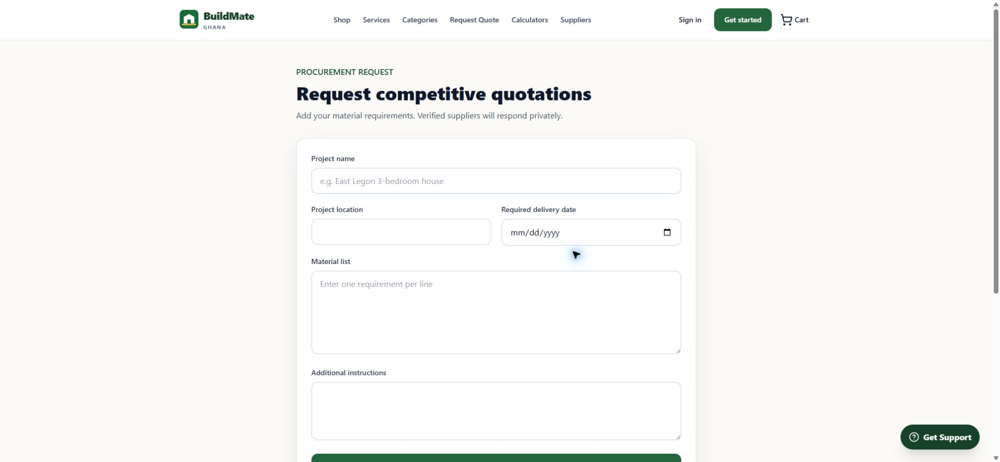 BuildMate
GHANA
Shop
Services
Categories
Request Quote
Calculators
Suppliers
Sign in
Get started
Cart
PROCUREMENT REQUEST
Request competitive quotations
Add your material requirements. Verified suppliers will respond privately.
Project name
e.g. East Legon 3-bedroom house
Project location
Required delivery date
mm/dd/yyyy
Material list
Enter one requirement per line
Additional instructions
Get Support